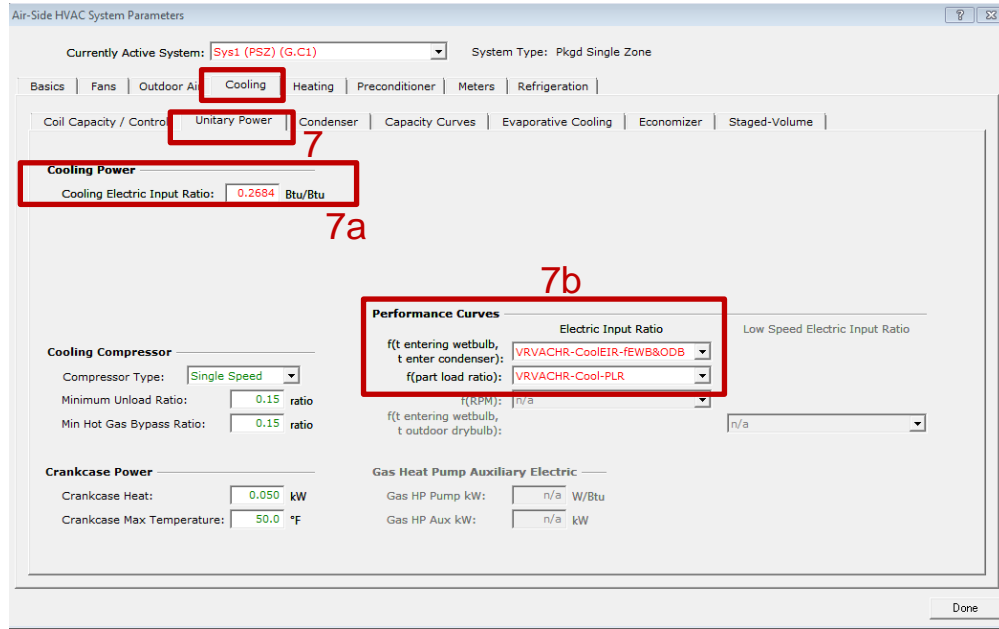 Air-Side HVAC System Parameters
Currently Active System: Sys1 (PSZ) (G.C1) System Type: Pkgd Single Zone
Basics Fans Outdoor Air Cooling Heating Preconditioner Meters Refrigeration
Coil Capacity / Control Unitary Power Condenser Capacity Curves Evaporative Cooling Economizer Staged-Volume
7
Cooling Power
Cooling Electric Input Ratio: 0.2684 Btu/Btu
7a
7b
Performance Curves
Electric Input Ratio Low Speed Electric Input Ratio
f(t entering wetbulb,
t enter condenser): VRVACHR-CoolEIR-fEWB&ODB
f(part load ratio): VRVACHR-Cool-PLR
f(RPM): n/a
f(t entering wetbulb,
t outdoor drybulb): n/a
Cooling Compressor
Compressor Type: Single Speed
Minimum Unload Ratio: 0.15 ratio
Min Hot Gas Bypass Ratio: 0.15 ratio
Crankcase Power
Crankcase Heat: 0.050 kW
Crankcase Max Temperature: 50.0 °F
Gas Heat Pump Auxiliary Electric
Gas HP Pump kW: n/a W/Btu
Gas HP Aux kW: n/a kW
Done